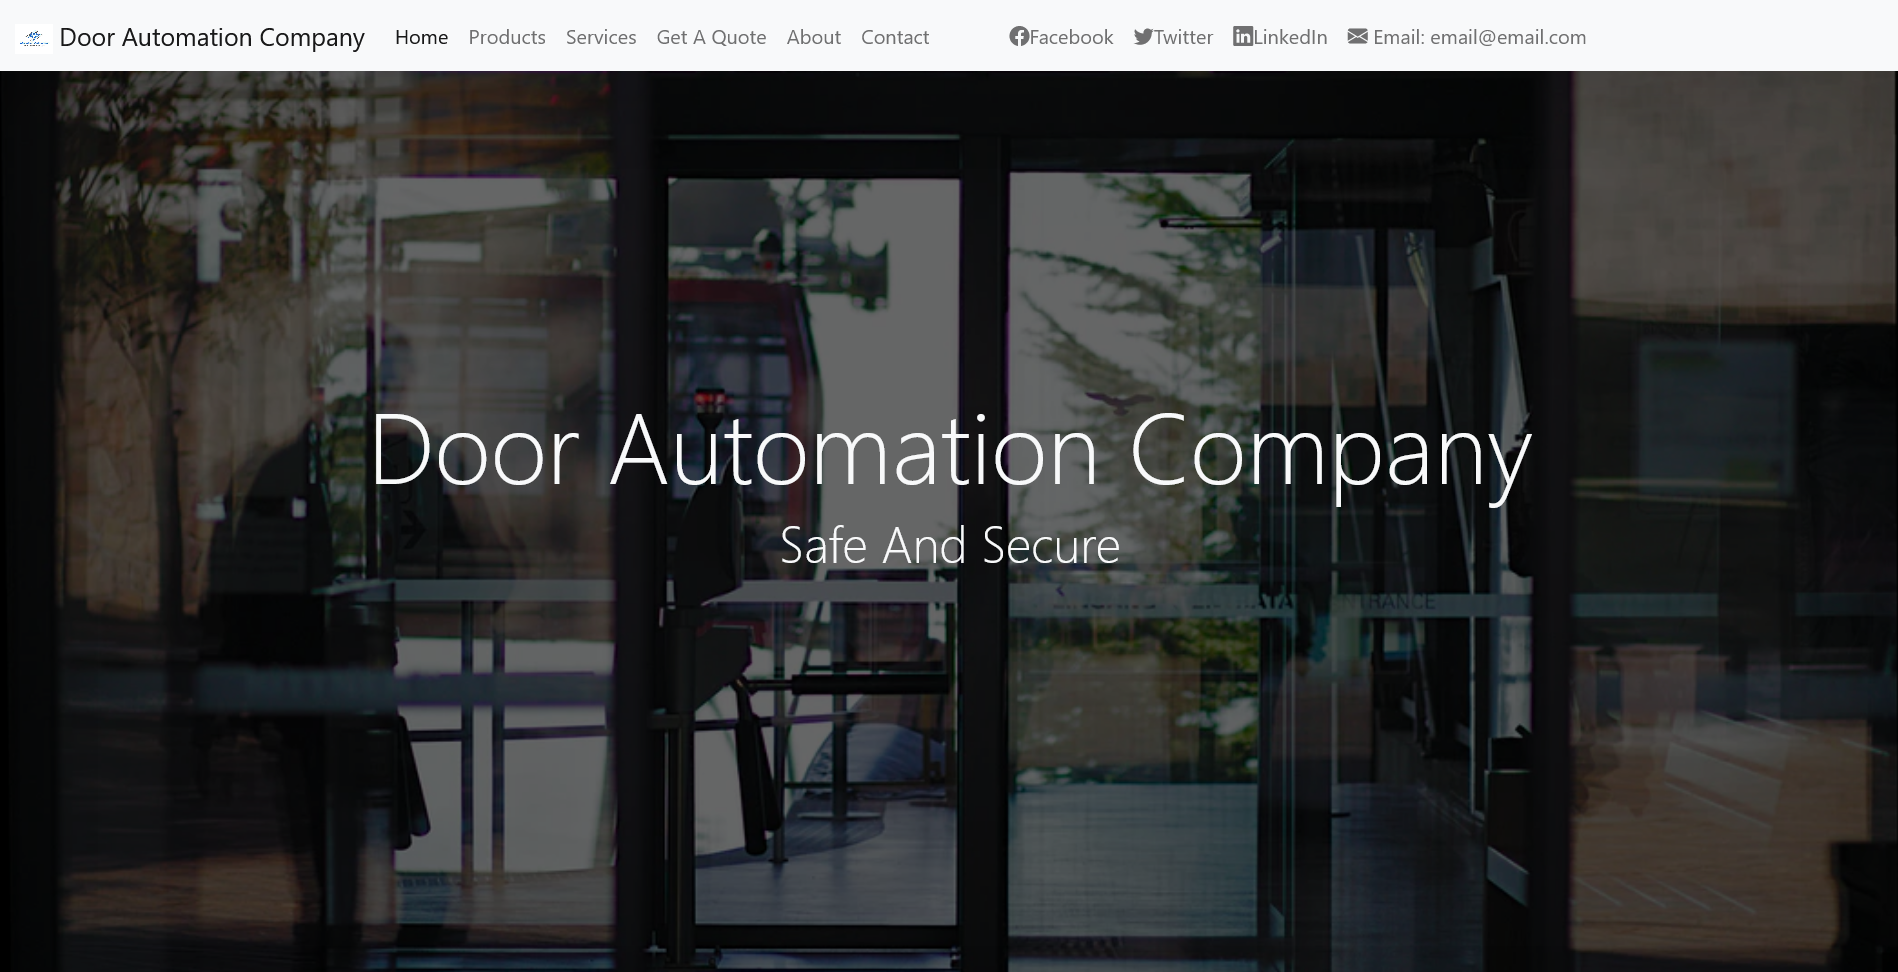 Door Automation Company Home Products Services Get A Quote About Contact Facebook Twitter LinkedIn Email: email@email.com
Door Automation Company
Safe And Secure
ENTRANCE